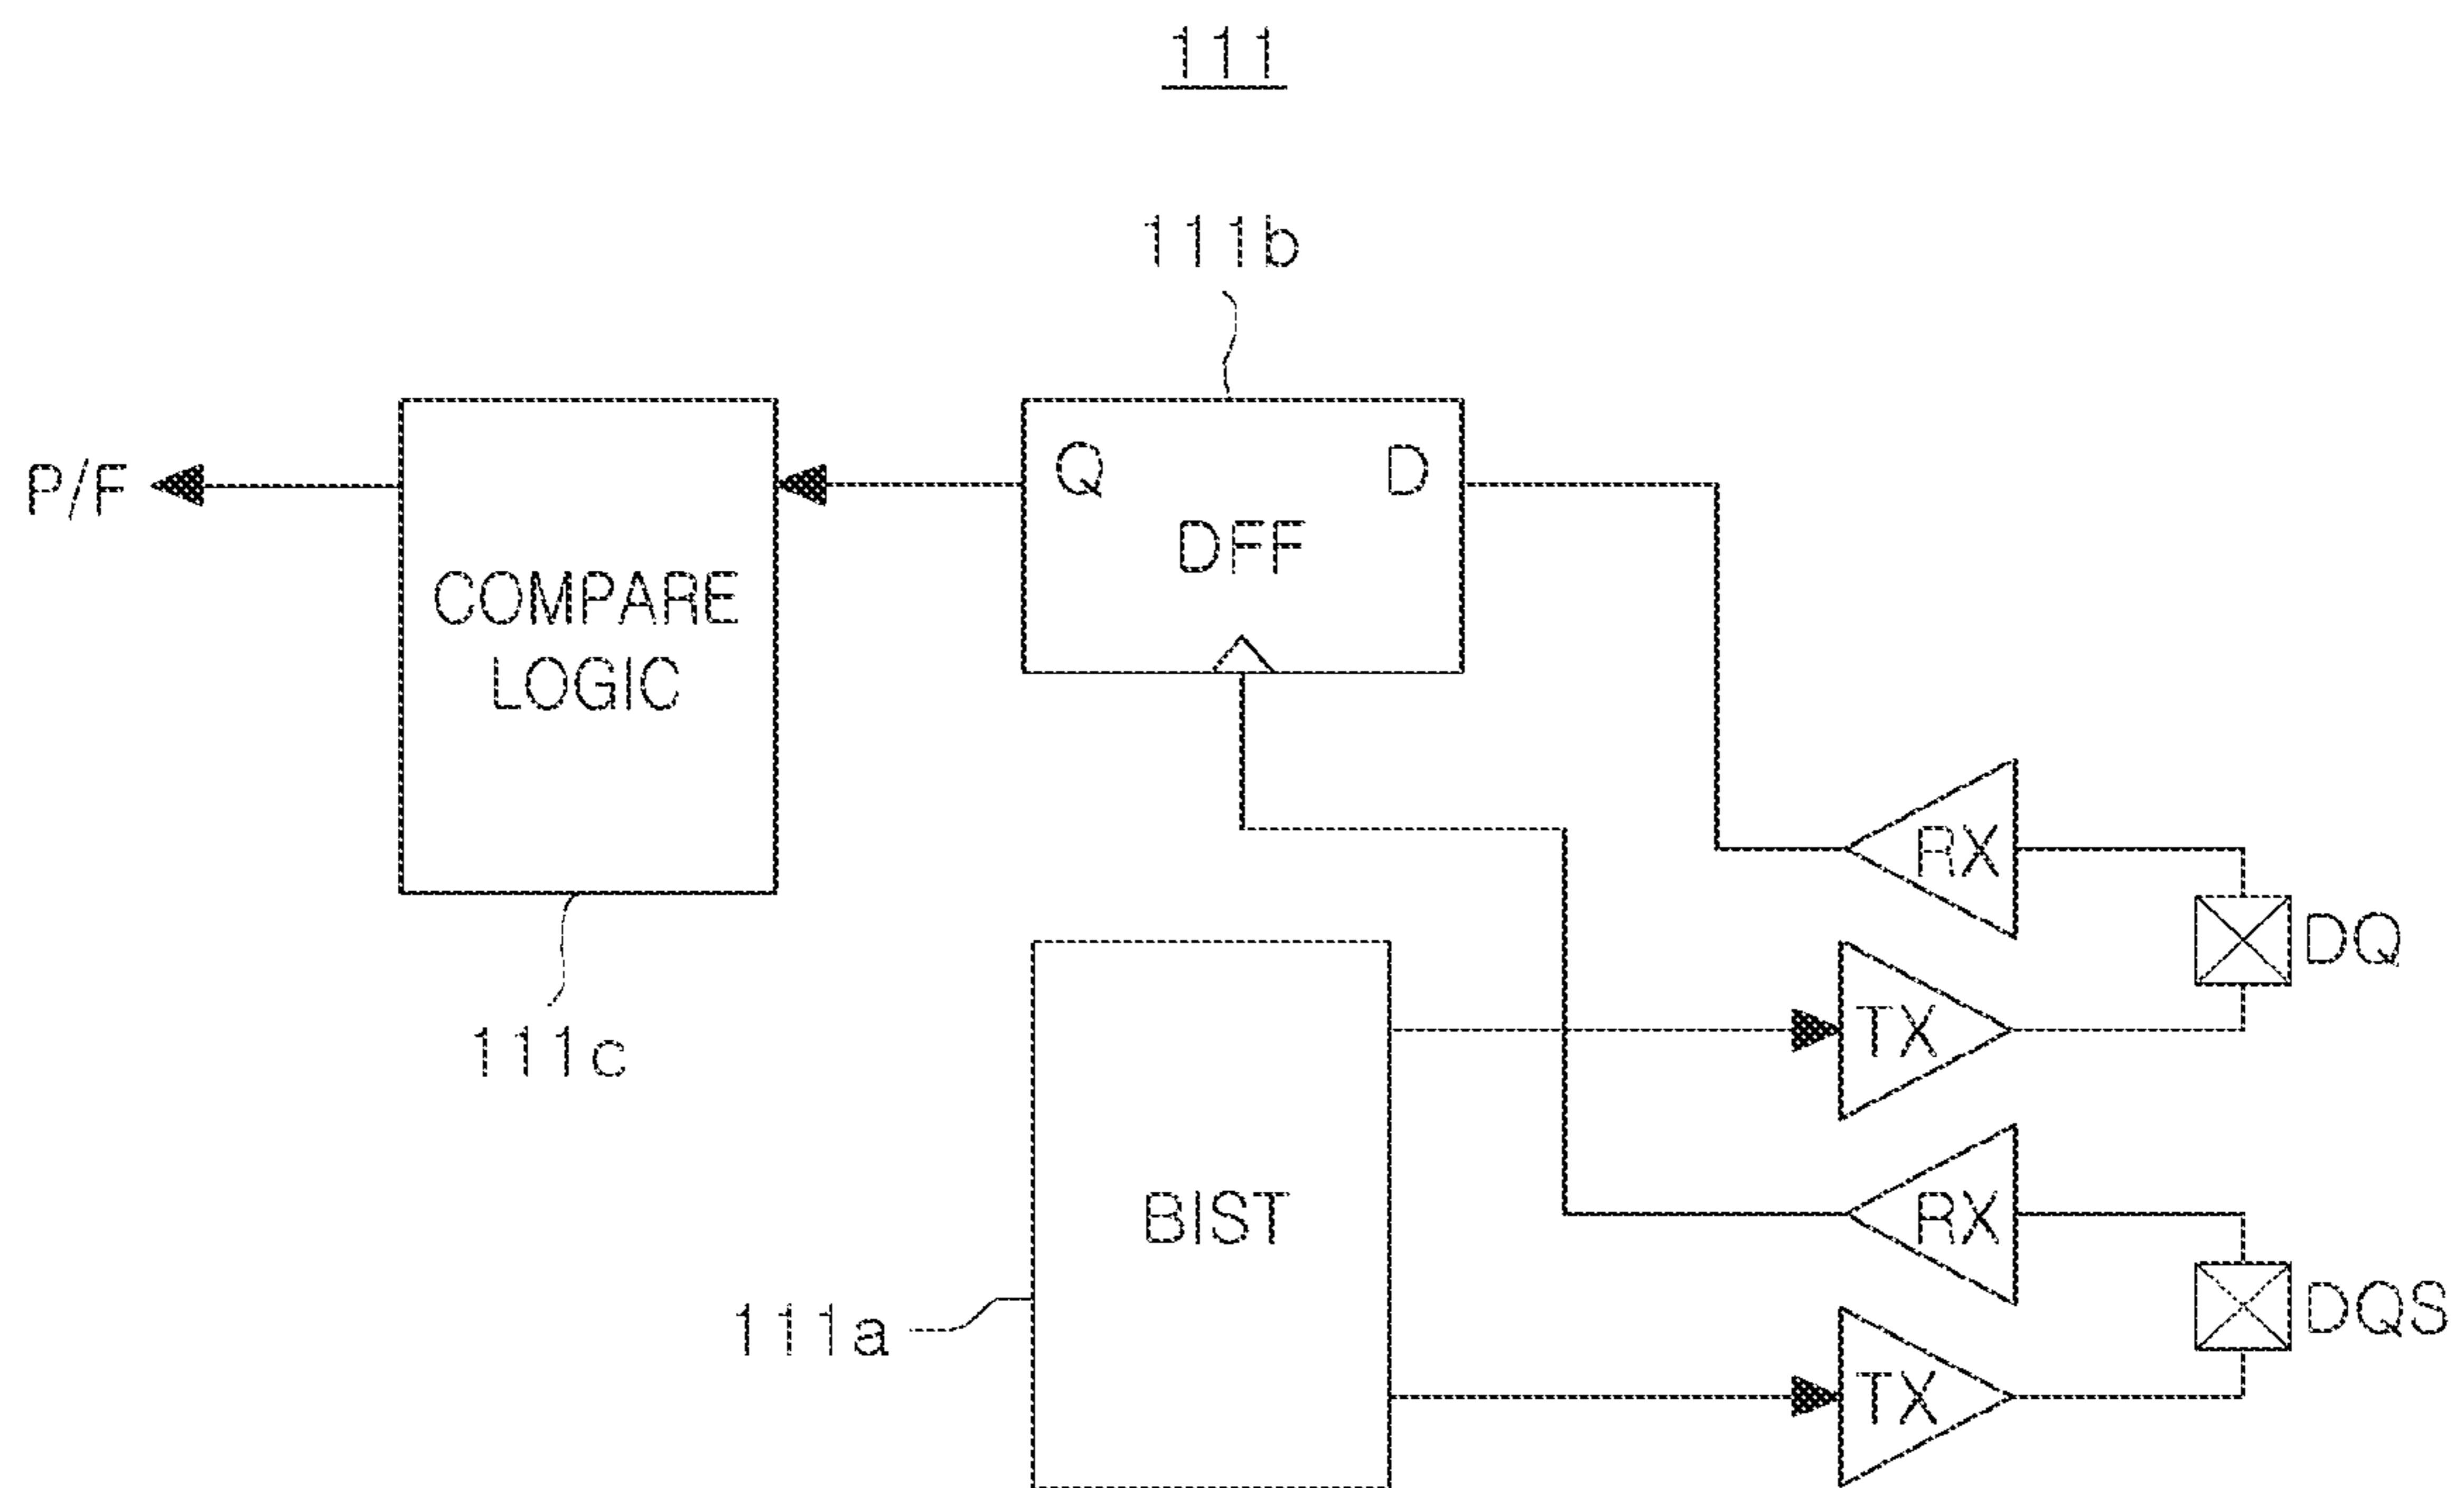 111
111b
P/F
Q
D
DFF
COMPARE
LOGIC
RX
DQ
TX
111c
BIST
RX
DQS
111a
TX